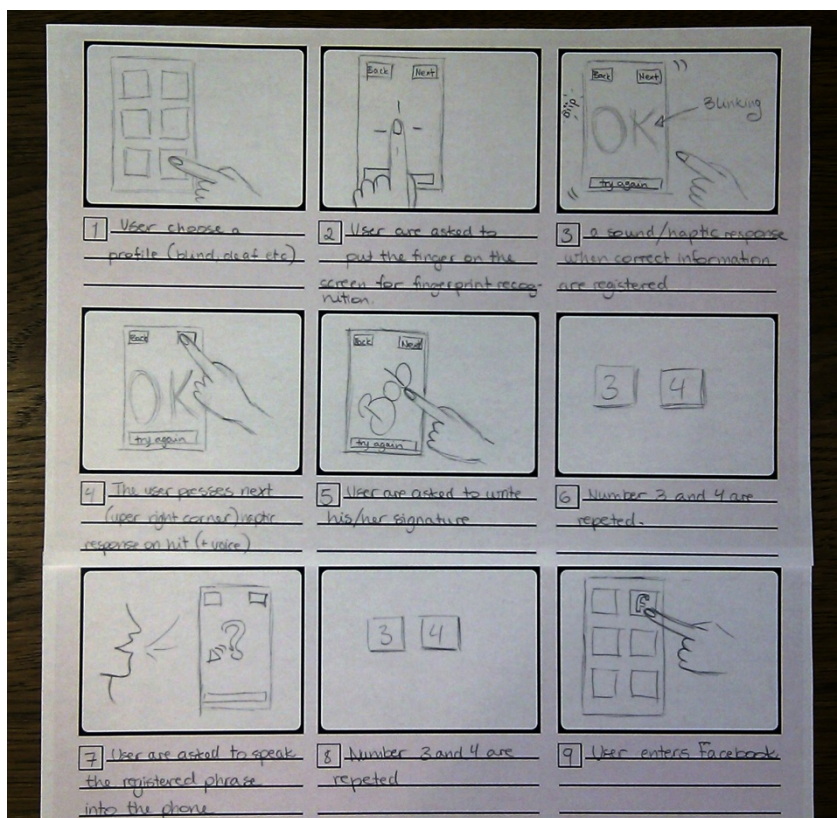 Back Next
Back Next
Biip!
OK
Blinking
try again
1 User choose a
profile (blind, deaf etc)
2 User are asked to
put the finger on the
screen for fingerprint recog-
nution.
3 a sound/haptic response
when correct information
are registered
Back
OK
try again
Back Next
Bob
try again
3 4
4 The user presses next
(uper right corner) haptic
response on hit (+ voice)
5 User are asked to write
his/her signature
6 Number 3 and 4 are
repeted.
?
3 4
F
7 User are asked to speak
the registered phrase
into the phone
8 Number 3 and 4 are
repeted
9 User enters Facebook